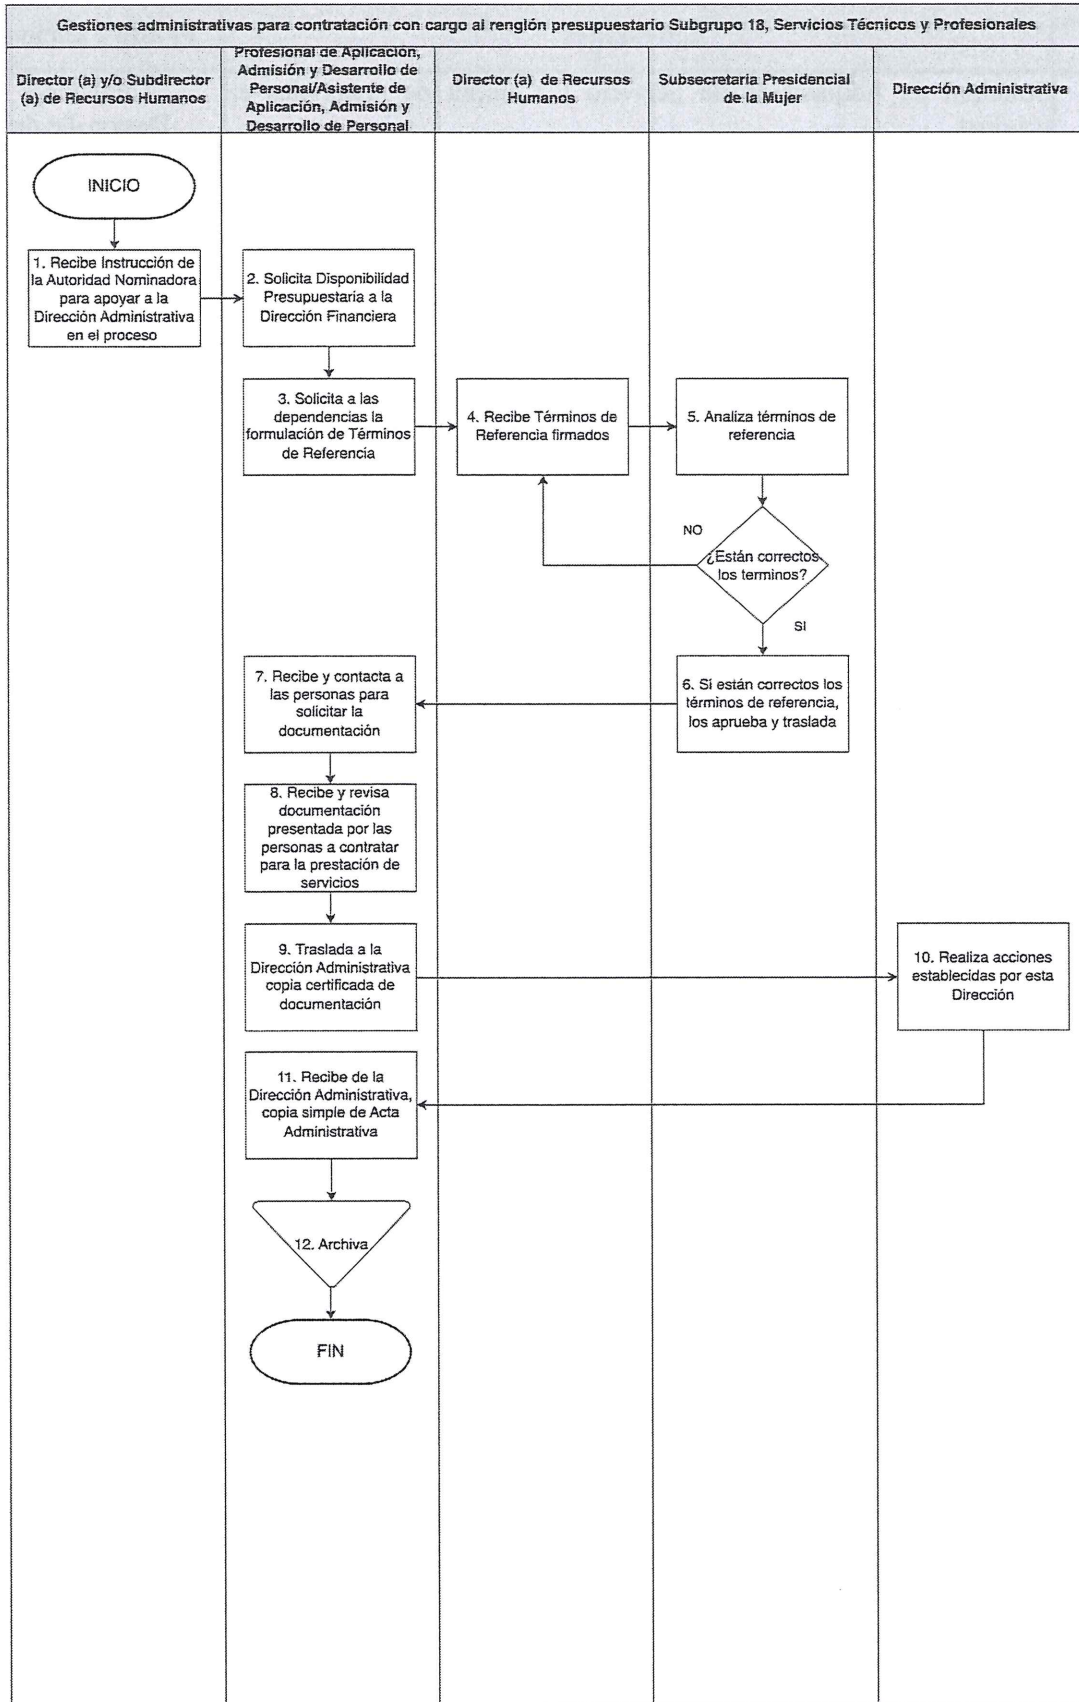 Gestiones administrativas para contratación con cargo al renglón presupuestario Subgrupo 18, Servicios Técnicos y Profesionales
Director (a) y/o Subdirector
(a) de Recursos Humanos
Profesional de Aplicación,
Admisión y Desarrollo de
Personal/Asistente de
Aplicación, Admisión y
Desarrollo de Personal
Director (a) de Recursos
Humanos
Subsecretaria Presidencial
de la Mujer
Dirección Administrativa
INICIO
1. Recibe Instrucción de
la Autoridad Nominadora
para apoyar a la
Dirección Administrativa
en el proceso
2. Solicita Disponibilidad
Presupuestaria a la
Dirección Financiera
3. Solicita a las
dependencias la
formulación de Términos
de Referencia
4. Recibe Términos de
Referencia firmados
5. Analiza términos de
referencia
NO
¿Están correctos
los terminos?
SI
6. Si están correctos los
términos de referencia,
los aprueba y traslada
7. Recibe y contacta a
las personas para
solicitar la
documentación
8. Recibe y revisa
documentación
presentada por las
personas a contratar
para la prestación de
servicios
9. Traslada a la
Dirección Administrativa
copia certificada de
documentación
10. Realiza acciones
establecidas por esta
Dirección
11. Recibe de la
Dirección Administrativa,
copia simple de Acta
Administrativa
12. Archiva
FIN